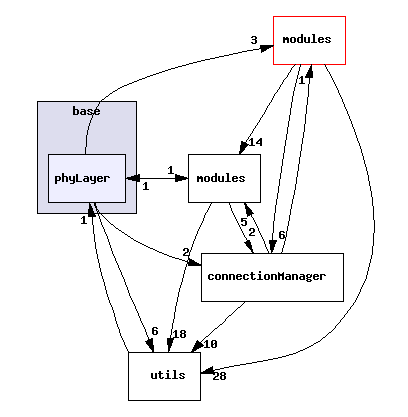 modules
3
base
1
14
1
phyLayer
modules
1
1
5
2
6
2
connectionManager
6
18
10
utils
28